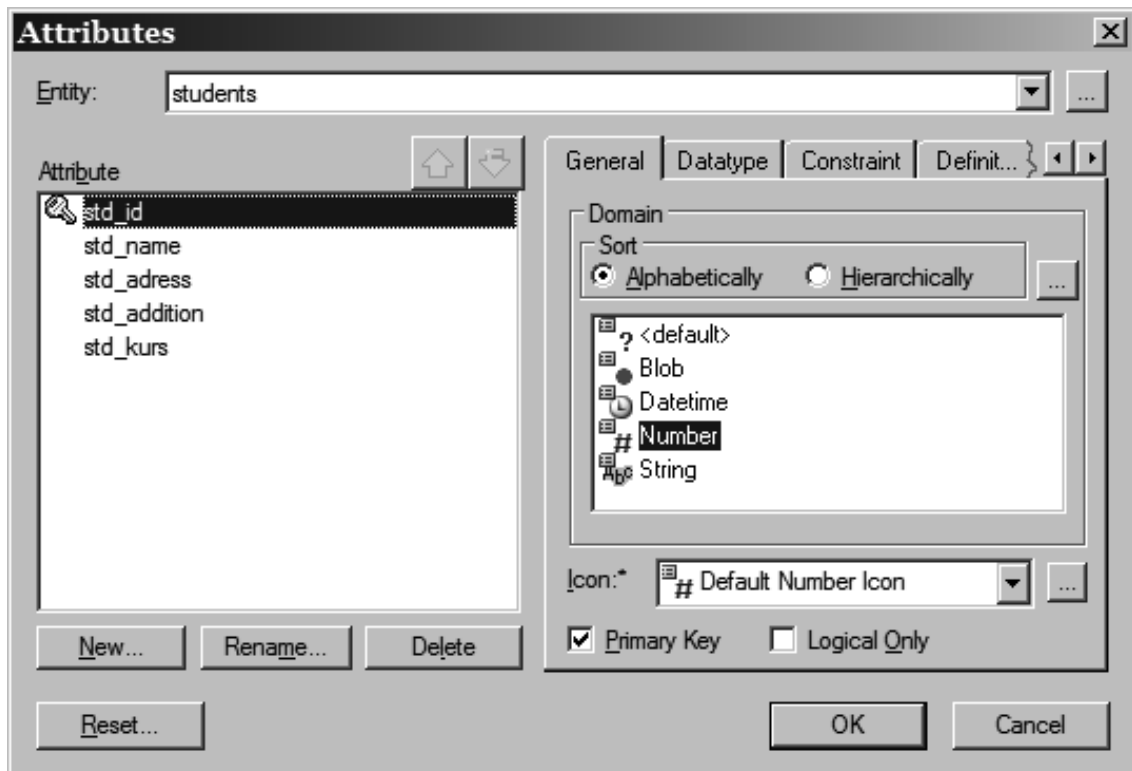 Attributes
Entity: students ...
Attribute
std_id
std_name
std_adress
std_addition
std_kurs
New... Rename... Delete
General Datatype Constraint Definit...
Domain
Sort
Alphabetically Hierarchically ...
? <default>
Blob
Datetime
# Number
Abc String
Icon:* # Default Number Icon ...
Primary Key Logical Only
Reset... OK Cancel